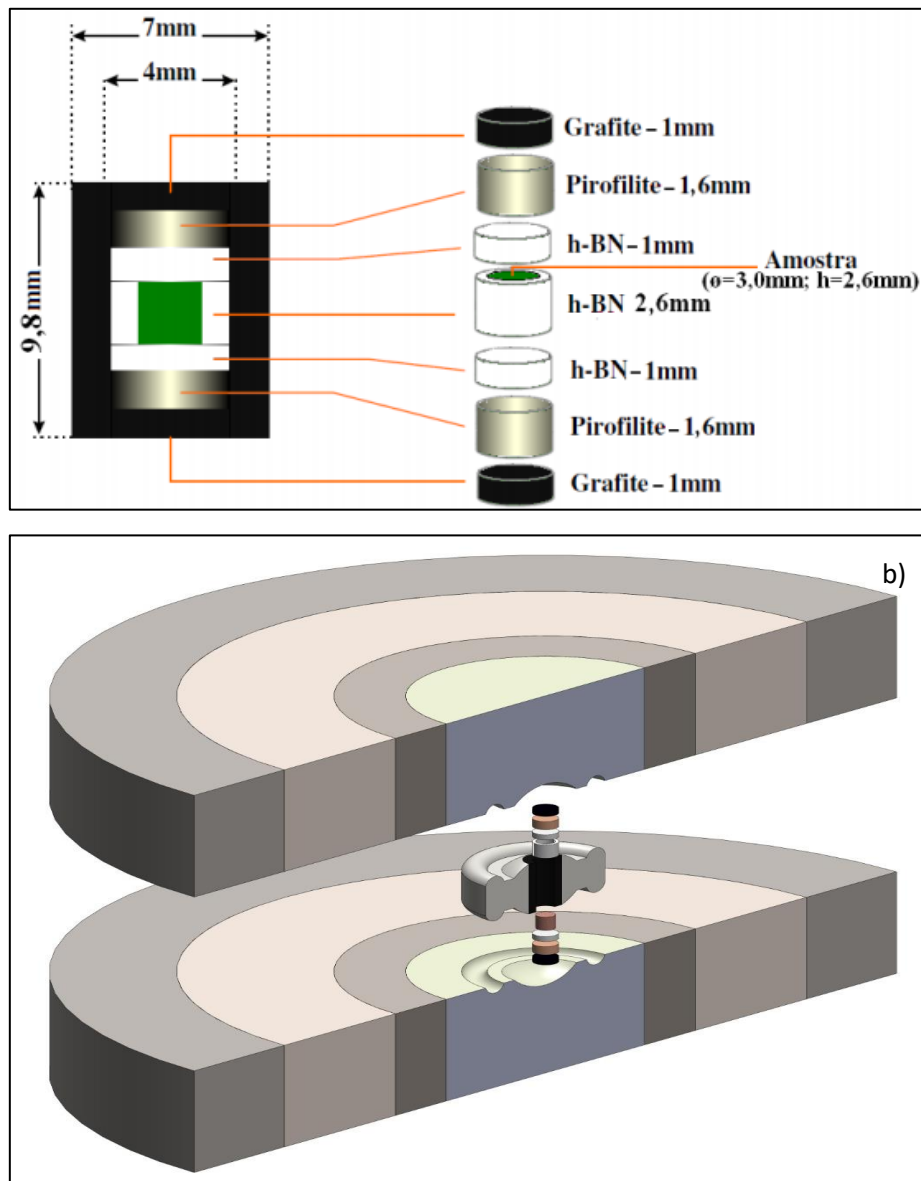 7mm
4mm
9,8mm
Grafite – 1mm
Pirofilite – 1,6mm
h-BN – 1mm
Amostra
(ø=3,0mm; h=2,6mm)
h-BN 2,6mm
h-BN – 1mm
Pirofilite – 1,6mm
Grafite – 1mm
b)